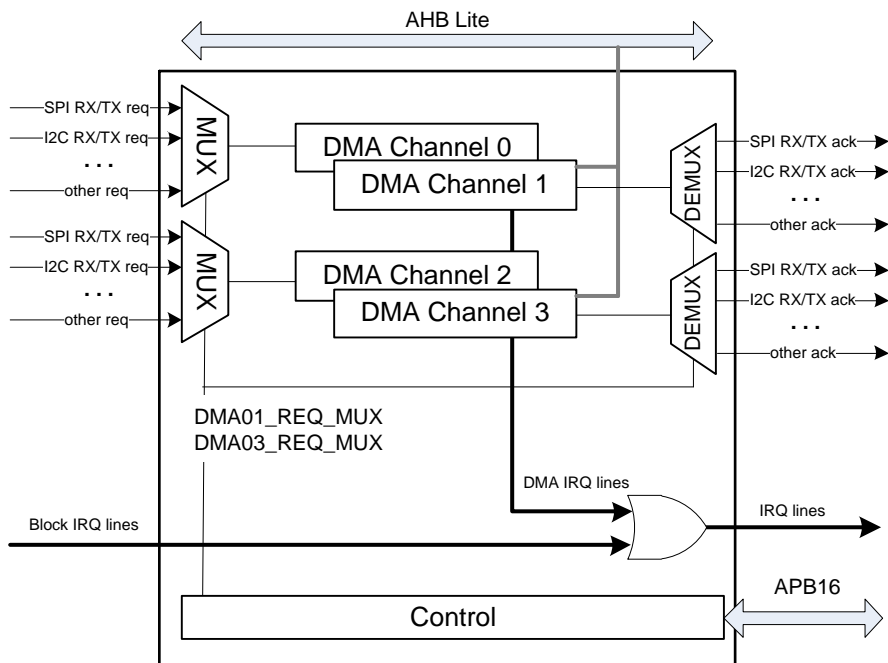 AHB Lite
SPI RX/TX req
I2C RX/TX req
. . .
other req
MUX
DMA Channel 0
DMA Channel 1
DEMUX
SPI RX/TX ack
I2C RX/TX ack
. . .
other ack
SPI RX/TX req
I2C RX/TX req
. . .
other req
MUX
DMA Channel 2
DMA Channel 3
DEMUX
SPI RX/TX ack
I2C RX/TX ack
. . .
other ack
DMA01_REQ_MUX
DMA03_REQ_MUX
DMA IRQ lines
Block IRQ lines
IRQ lines
Control
APB16